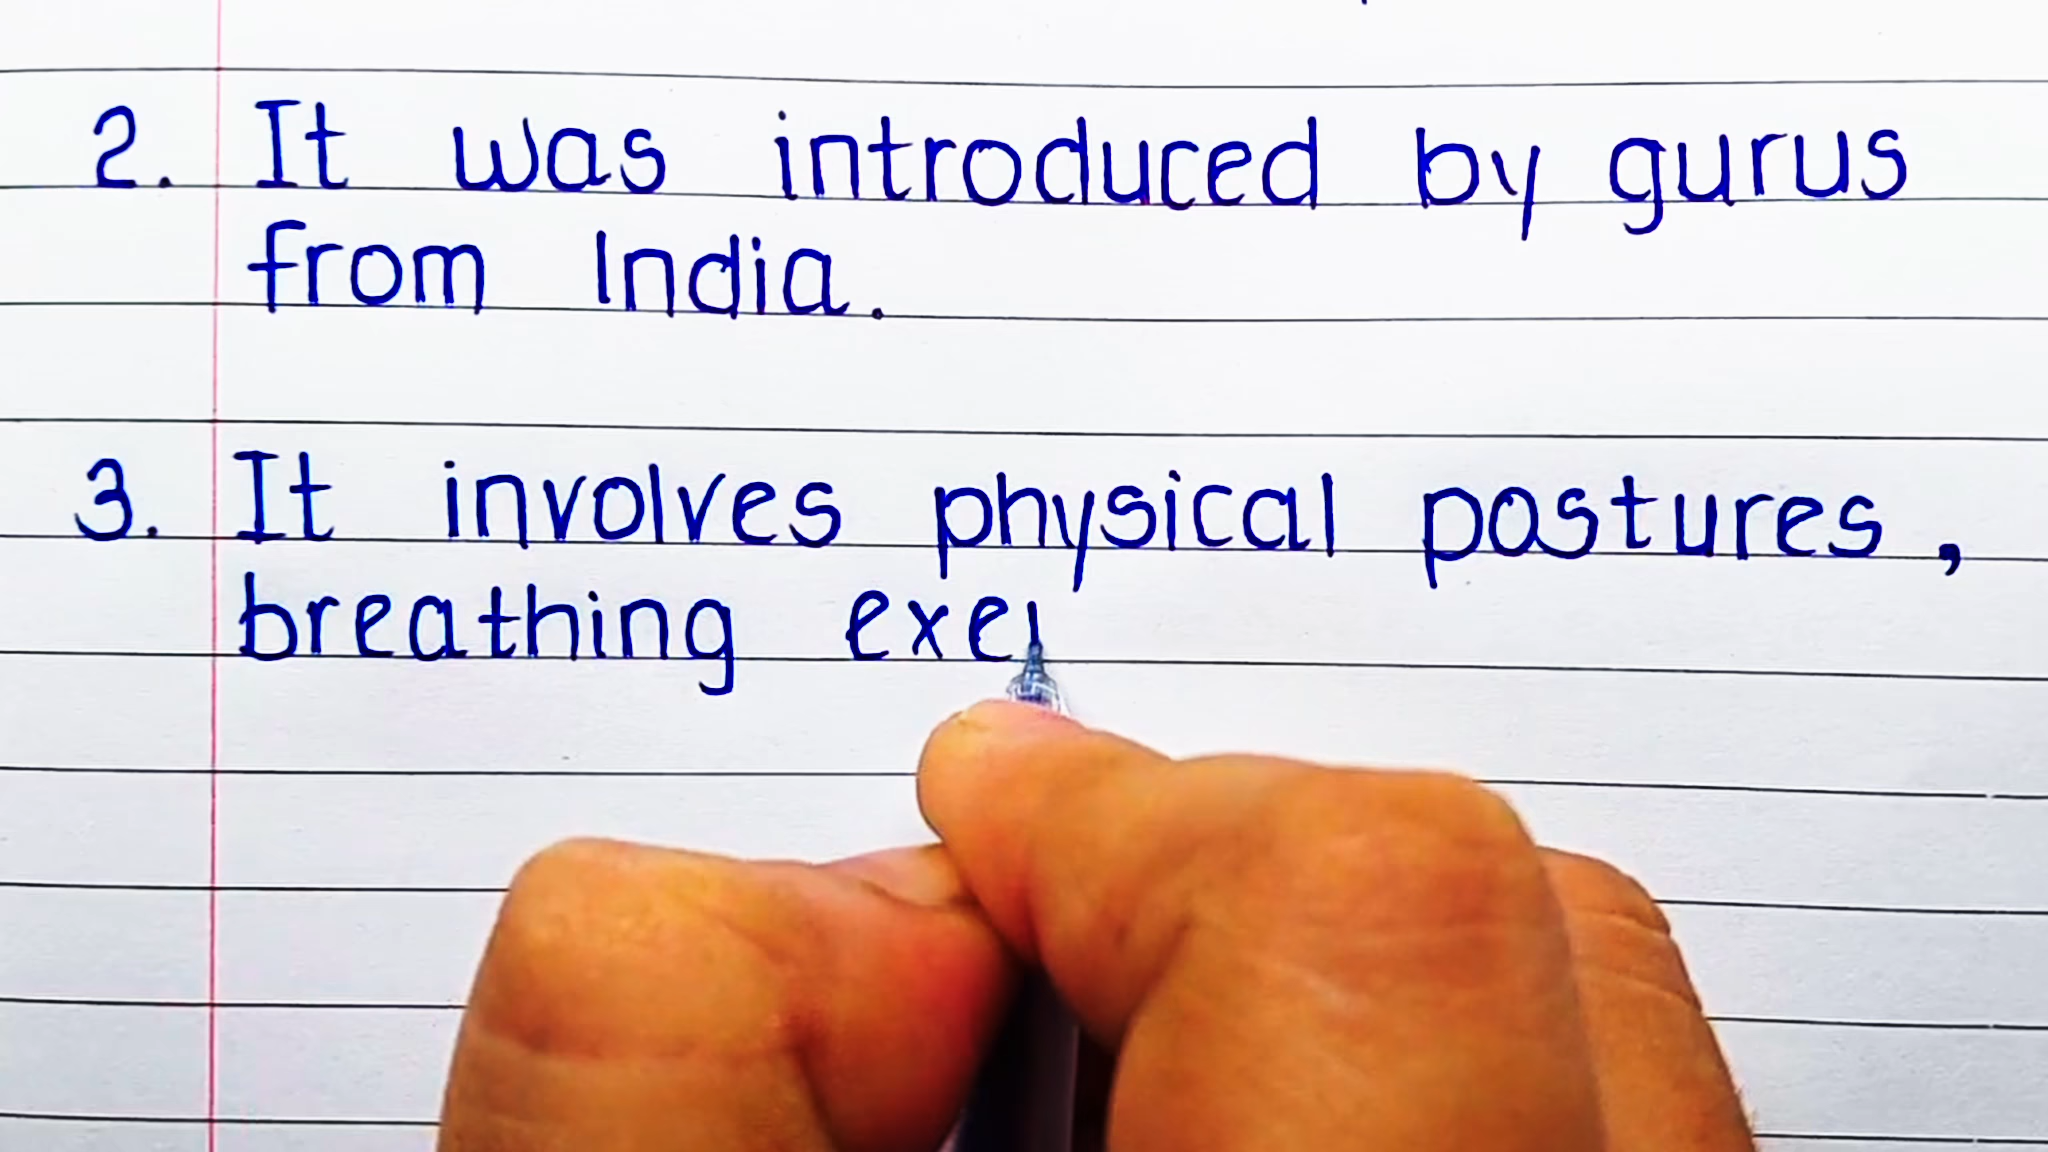 2. It was introduced by gurus
from India.
3. It involves physical postures,
breathing exe